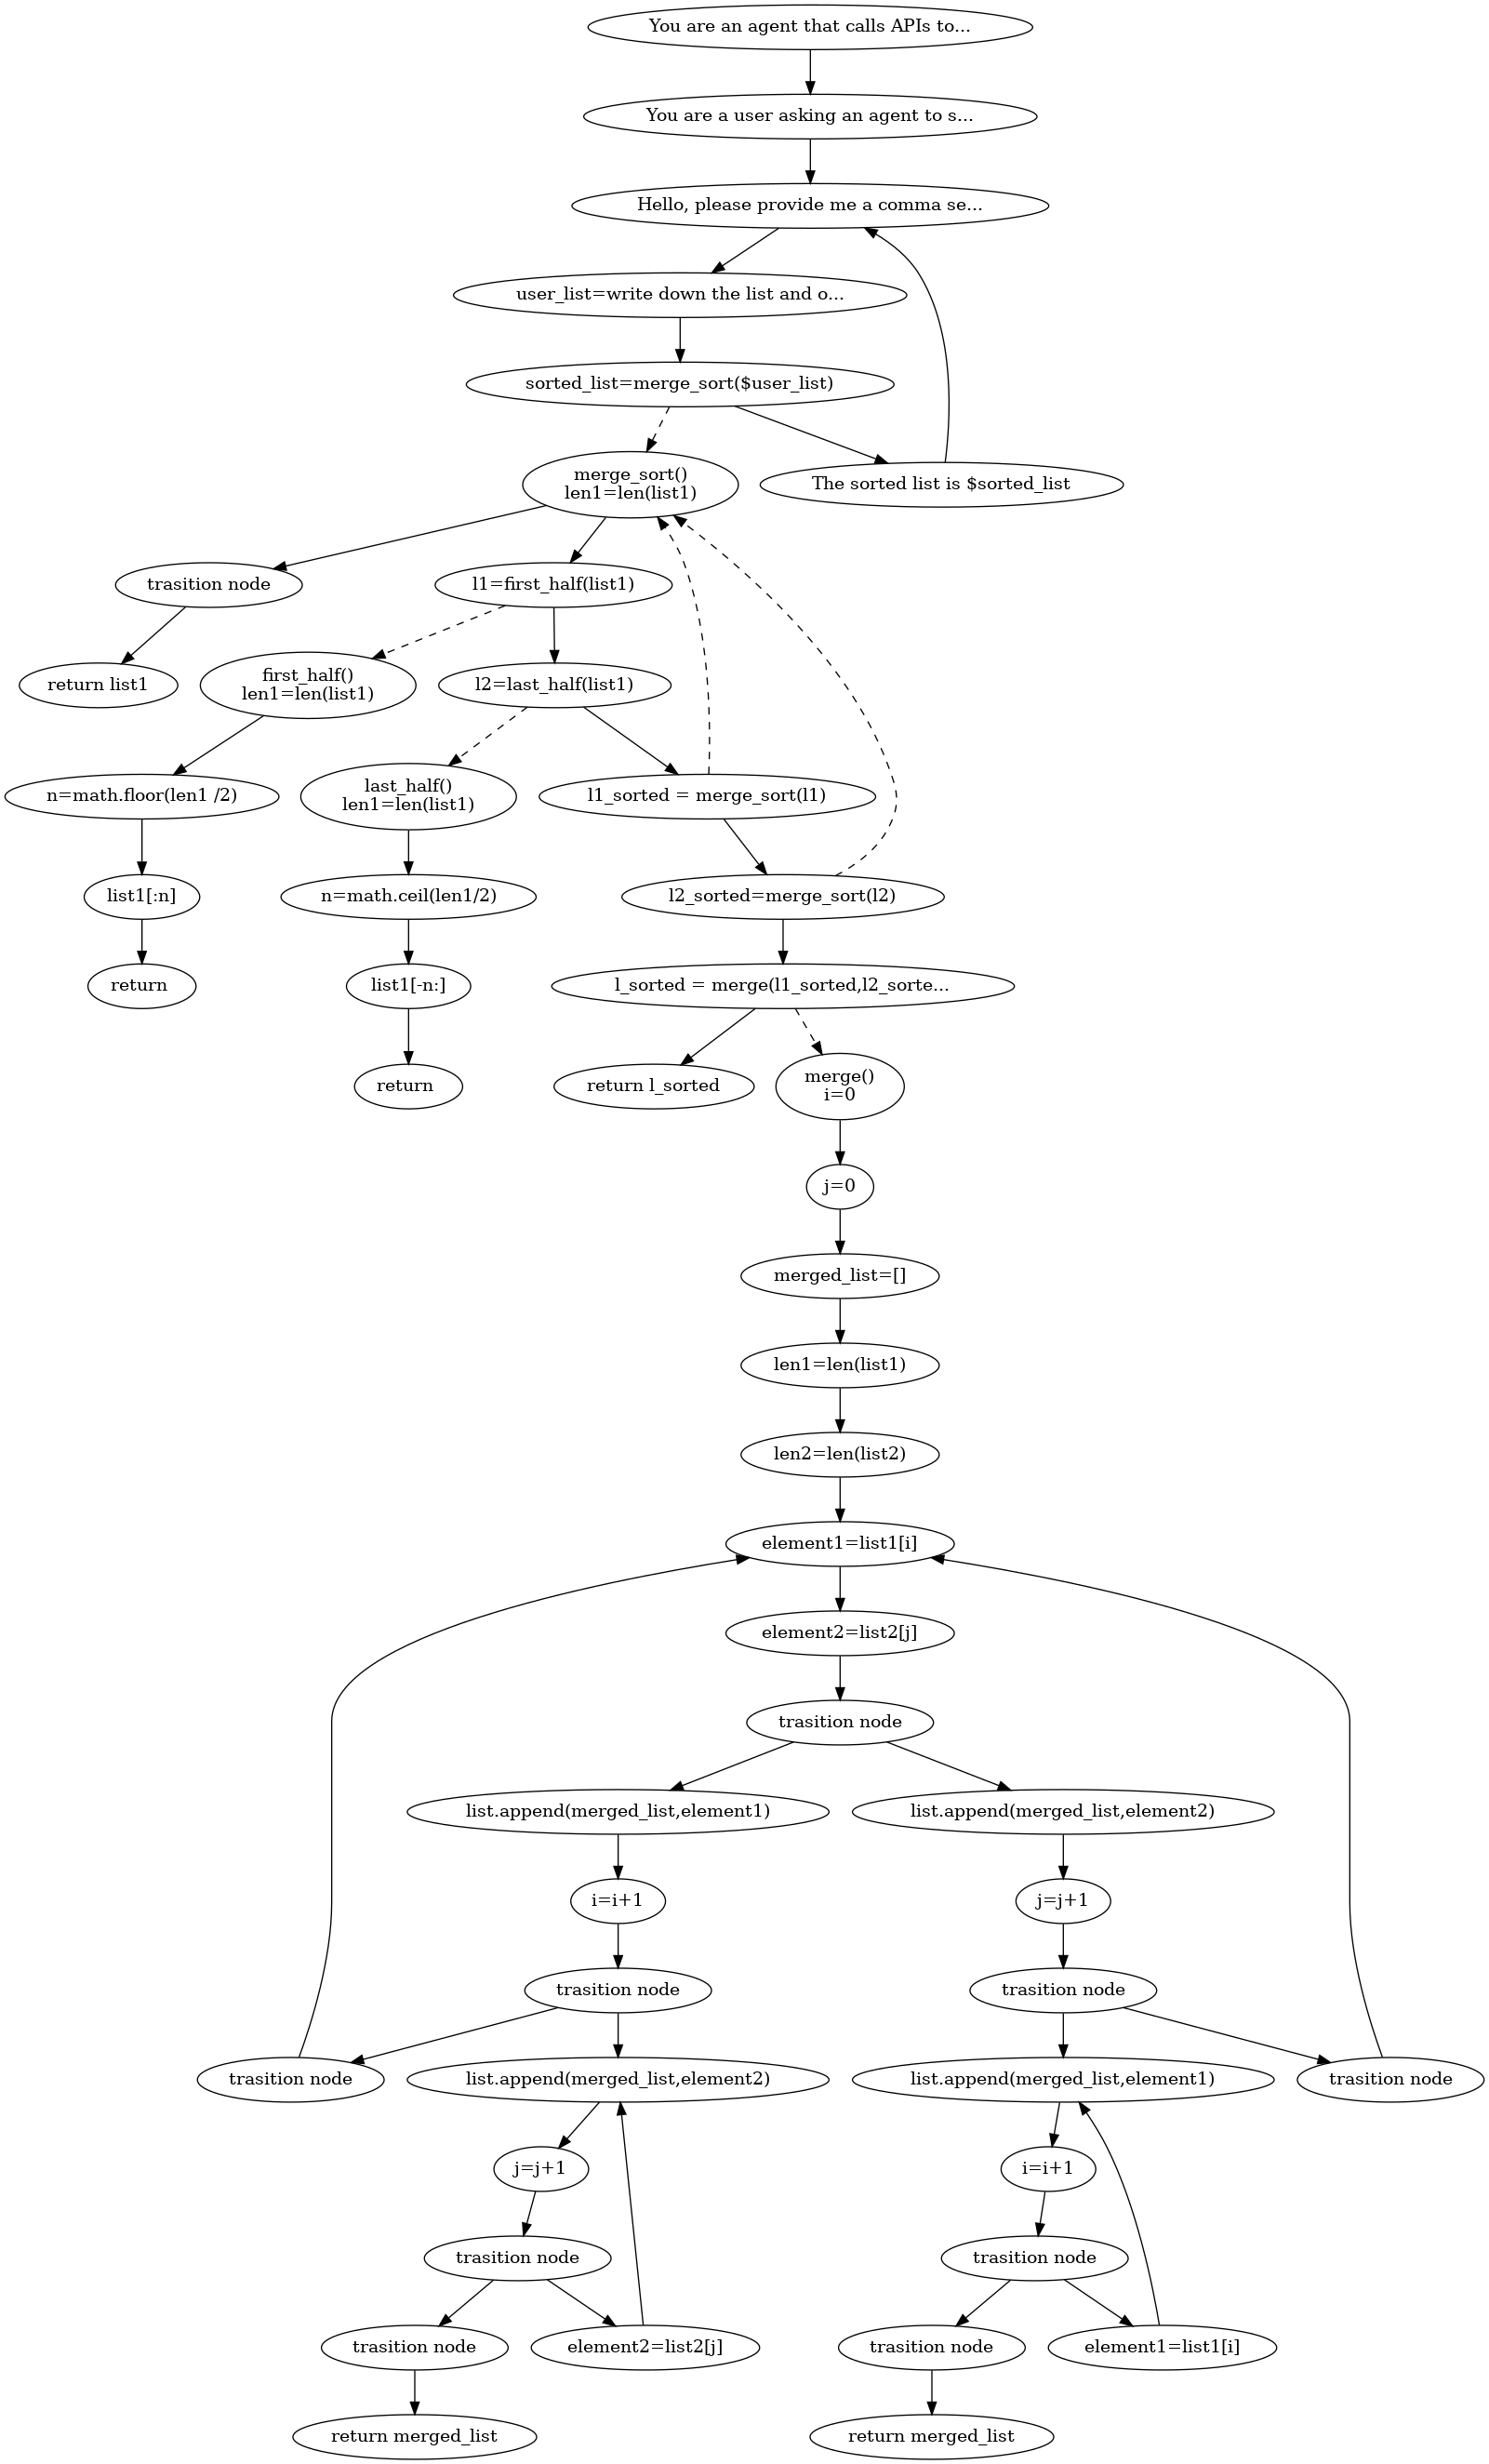 You are an agent that calls APIs to...
You are a user asking an agent to s...
Hello, please provide me a comma se...
user_list=write down the list and o...
sorted_list=merge_sort($user_list)
merge_sort()
len1=len(list1)
The sorted list is $sorted_list
trasition node
l1=first_half(list1)
return list1
first_half()
len1=len(list1)
l2=last_half(list1)
n=math.floor(len1 /2)
last_half()
len1=len(list1)
l1_sorted = merge_sort(l1)
list1[:n]
n=math.ceil(len1/2)
l2_sorted=merge_sort(l2)
return
list1[-n:]
l_sorted = merge(l1_sorted,l2_sorte...
return
return l_sorted
merge()
i=0
j=0
merged_list=[]
len1=len(list1)
len2=len(list2)
element1=list1[i]
element2=list2[j]
trasition node
list.append(merged_list,element1)
list.append(merged_list,element2)
i=i+1
j=j+1
trasition node
trasition node
trasition node
list.append(merged_list,element2)
list.append(merged_list,element1)
trasition node
j=j+1
i=i+1
trasition node
trasition node
trasition node
element2=list2[j]
trasition node
element1=list1[i]
return merged_list
return merged_list